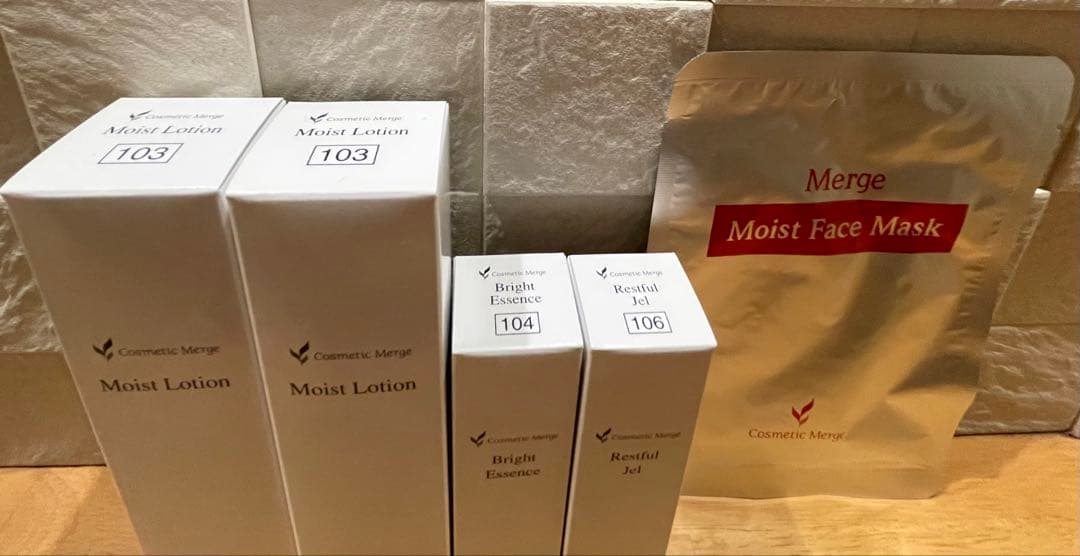 Cosmetic Merge
Moist Lotion
103
Cosmetic Merge
Moist Lotion
Cosmetic Merge
Moist Lotion
103
Cosmetic Merge
Moist Lotion
Cosmetic Merge
Bright
Essence
104
Cosmetic Merge
Bright
Essence
Cosmetic Merge
Restful
Jel
106
Cosmetic Merge
Restful
Jel
Merge
Moist Face Mask
Cosmetic Merge